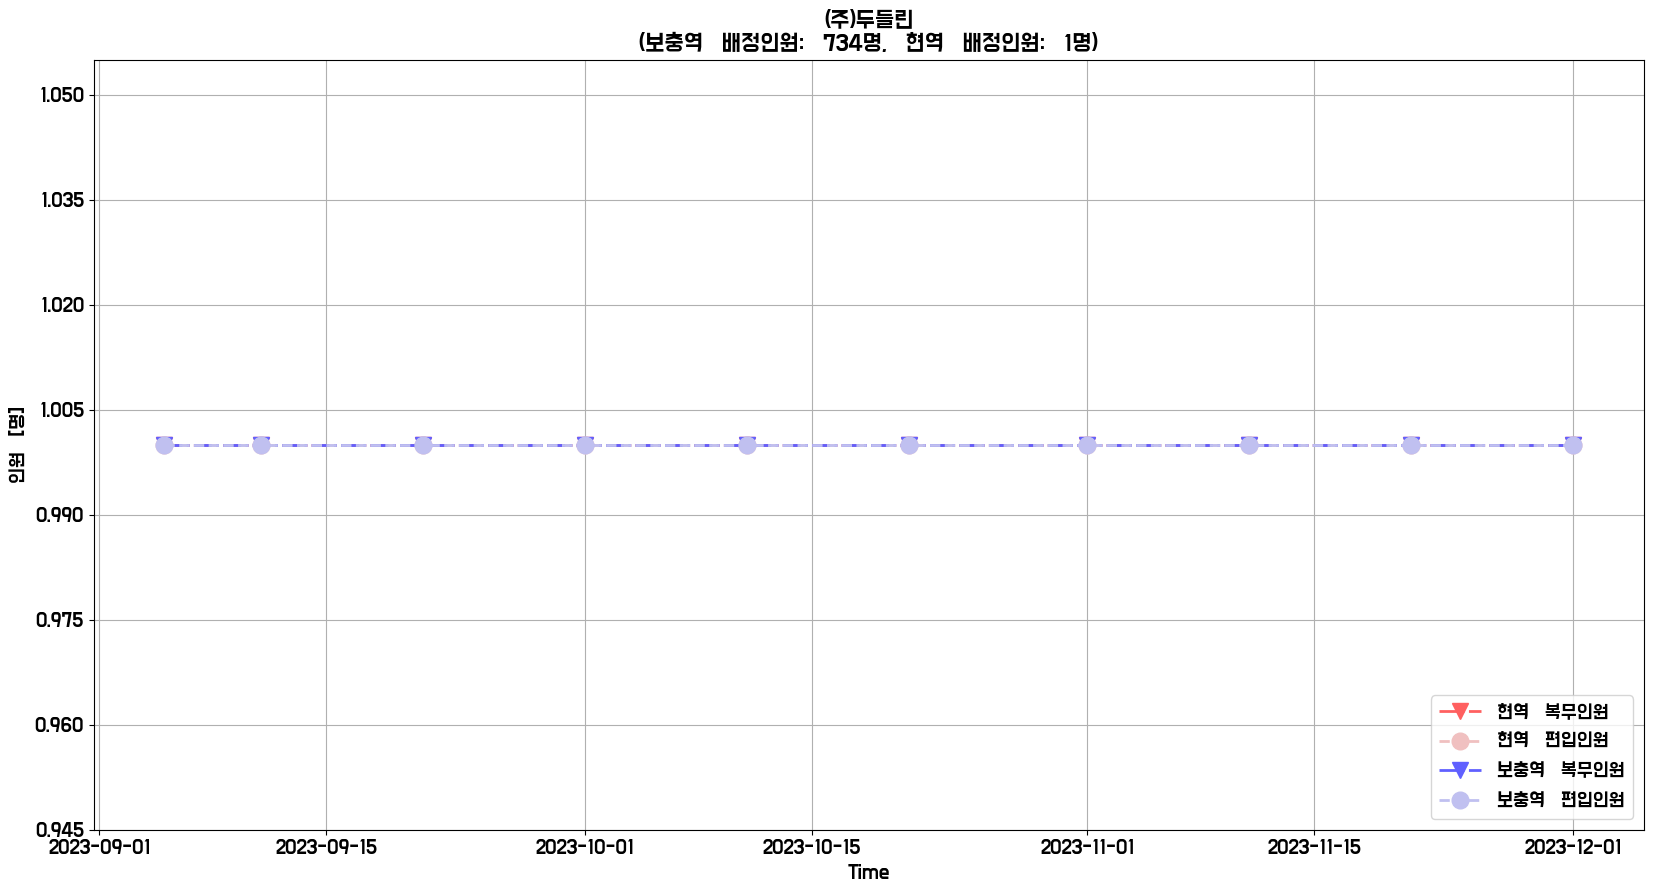 (주)두들린
(보충역 배정인원: 734명, 현역 배정인원: 1명)
인원 [명]
1.050
1.035
1.020
1.005
0.990
0.975
0.960
0.945
2023-09-01
2023-09-15
2023-10-01
2023-10-15
2023-11-01
2023-11-15
2023-12-01
Time
현역 복무인원
현역 편입인원
보충역 복무인원
보충역 편입인원